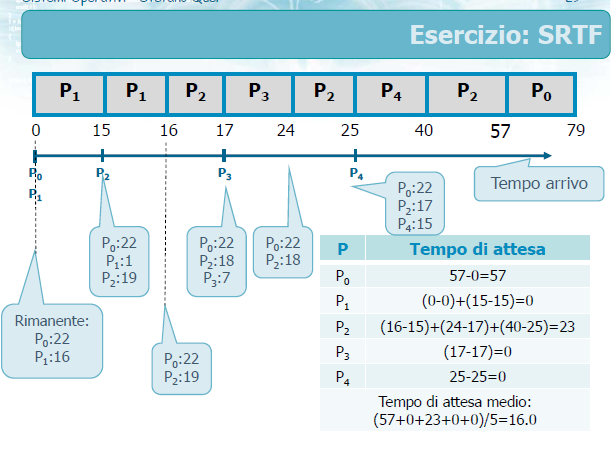 Esercizio: SRTF
P1 P1 P2 P3 P2 P4 P2 P0
0 15 16 17 24 25 40 57 79
P0 P2 P3 P4
P1
Tempo arrivo
P0:22
P2:17
P4:15
P0:22
P1:1
P2:19
P0:22
P2:18
P3:7
P0:22
P2:18
Rimanente:
P0:22
P1:16
P0:22
P2:19
P Tempo di attesa
P0 57-0=57
P1 (0-0)+(15-15)=0
P2 (16-15)+(24-17)+(40-25)=23
P3 (17-17)=0
P4 25-25=0
Tempo di attesa medio:
(57+0+23+0+0)/5=16.0